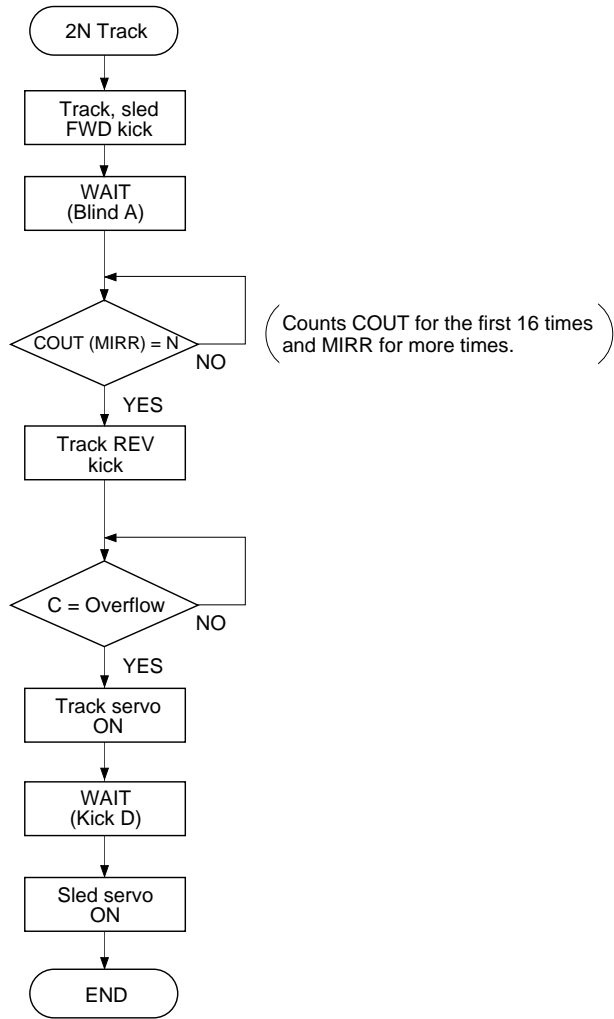 2N Track
Track, sled
FWD kick
WAIT
(Blind A)
COUT (MIRR) = N
NO
Counts COUT for the first 16 times
and MIRR for more times.
YES
Track REV
kick
C = Overflow
NO
YES
Track servo
ON
WAIT
(Kick D)
Sled servo
ON
END